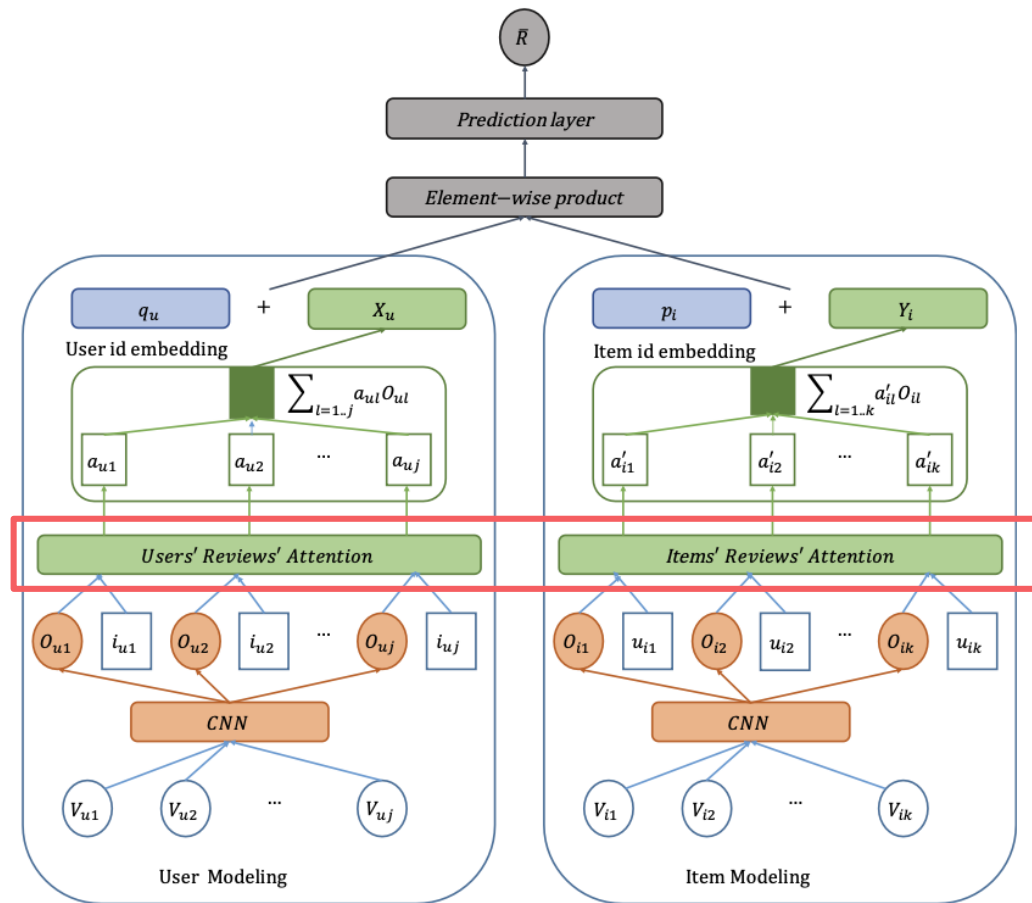 R̄
Prediction layer
Element−wise product
q_u + X_u
User id embedding
∑_{l=1..j} a_{ul}O_{ul}
a_{u1} a_{u2} ... a_{uj}
Users' Reviews' Attention
O_{u1} i_{u1} O_{u2} i_{u2} ... O_{uj} i_{uj}
CNN
V_{u1} V_{u2} ... V_{uj}
User Modeling
p_i + Y_i
Item id embedding
∑_{l=1..k} a'_{il}O_{il}
a'_{i1} a'_{i2} ... a'_{ik}
Items' Reviews' Attention
O_{i1} u_{i1} O_{i2} u_{i2} ... O_{ik} u_{ik}
CNN
V_{i1} V_{i2} ... V_{ik}
Item Modeling